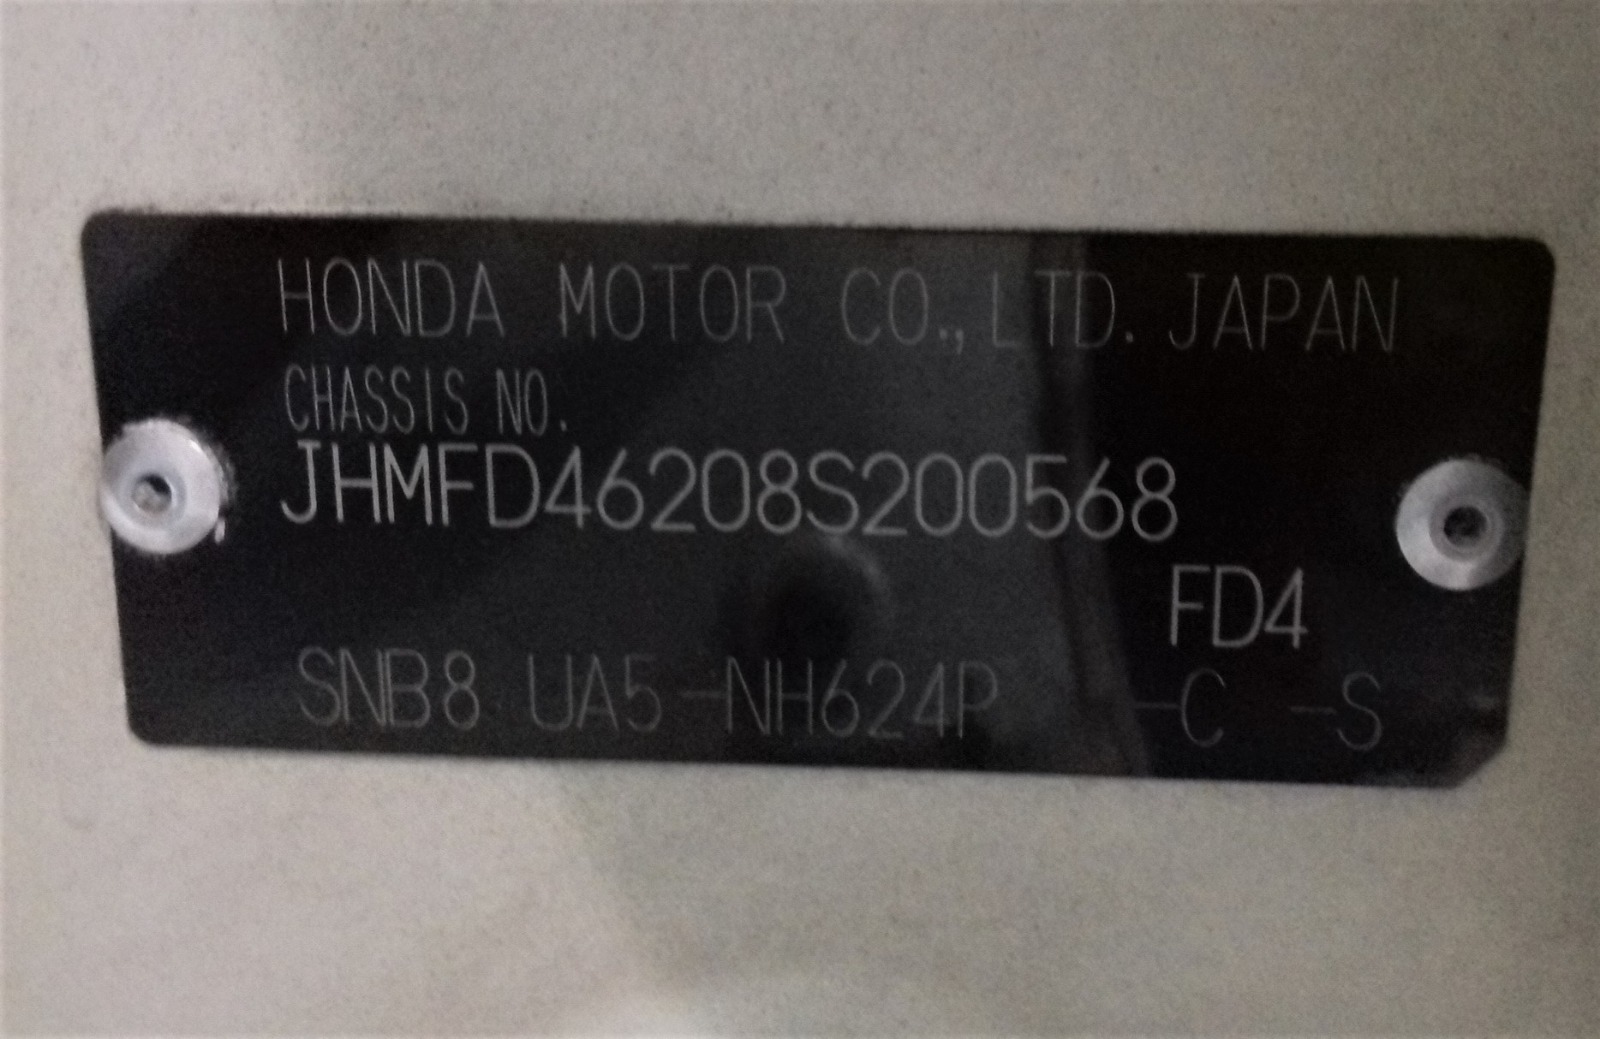 HONDA MOTOR CO., LTD. JAPAN
CHASSIS NO.
JHMFD46208S200568
FD4
SNB8 UA5-NH624P -C -S